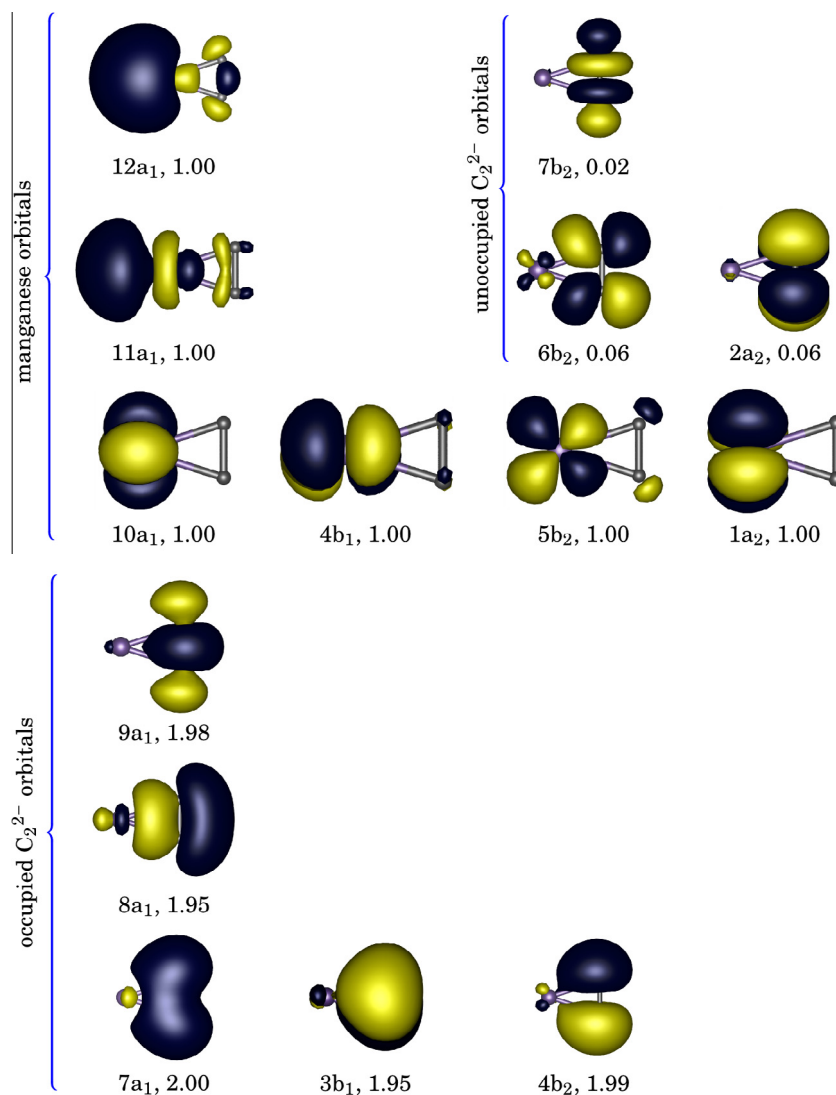 manganese orbitals
12a₁, 1.00
11a₁, 1.00
10a₁, 1.00
4b₁, 1.00
5b₂, 1.00
1a₂, 1.00
unoccupied C₂²⁻ orbitals
7b₂, 0.02
6b₂, 0.06
2a₂, 0.06
occupied C₂²⁻ orbitals
9a₁, 1.98
8a₁, 1.95
7a₁, 2.00
3b₁, 1.95
4b₂, 1.99